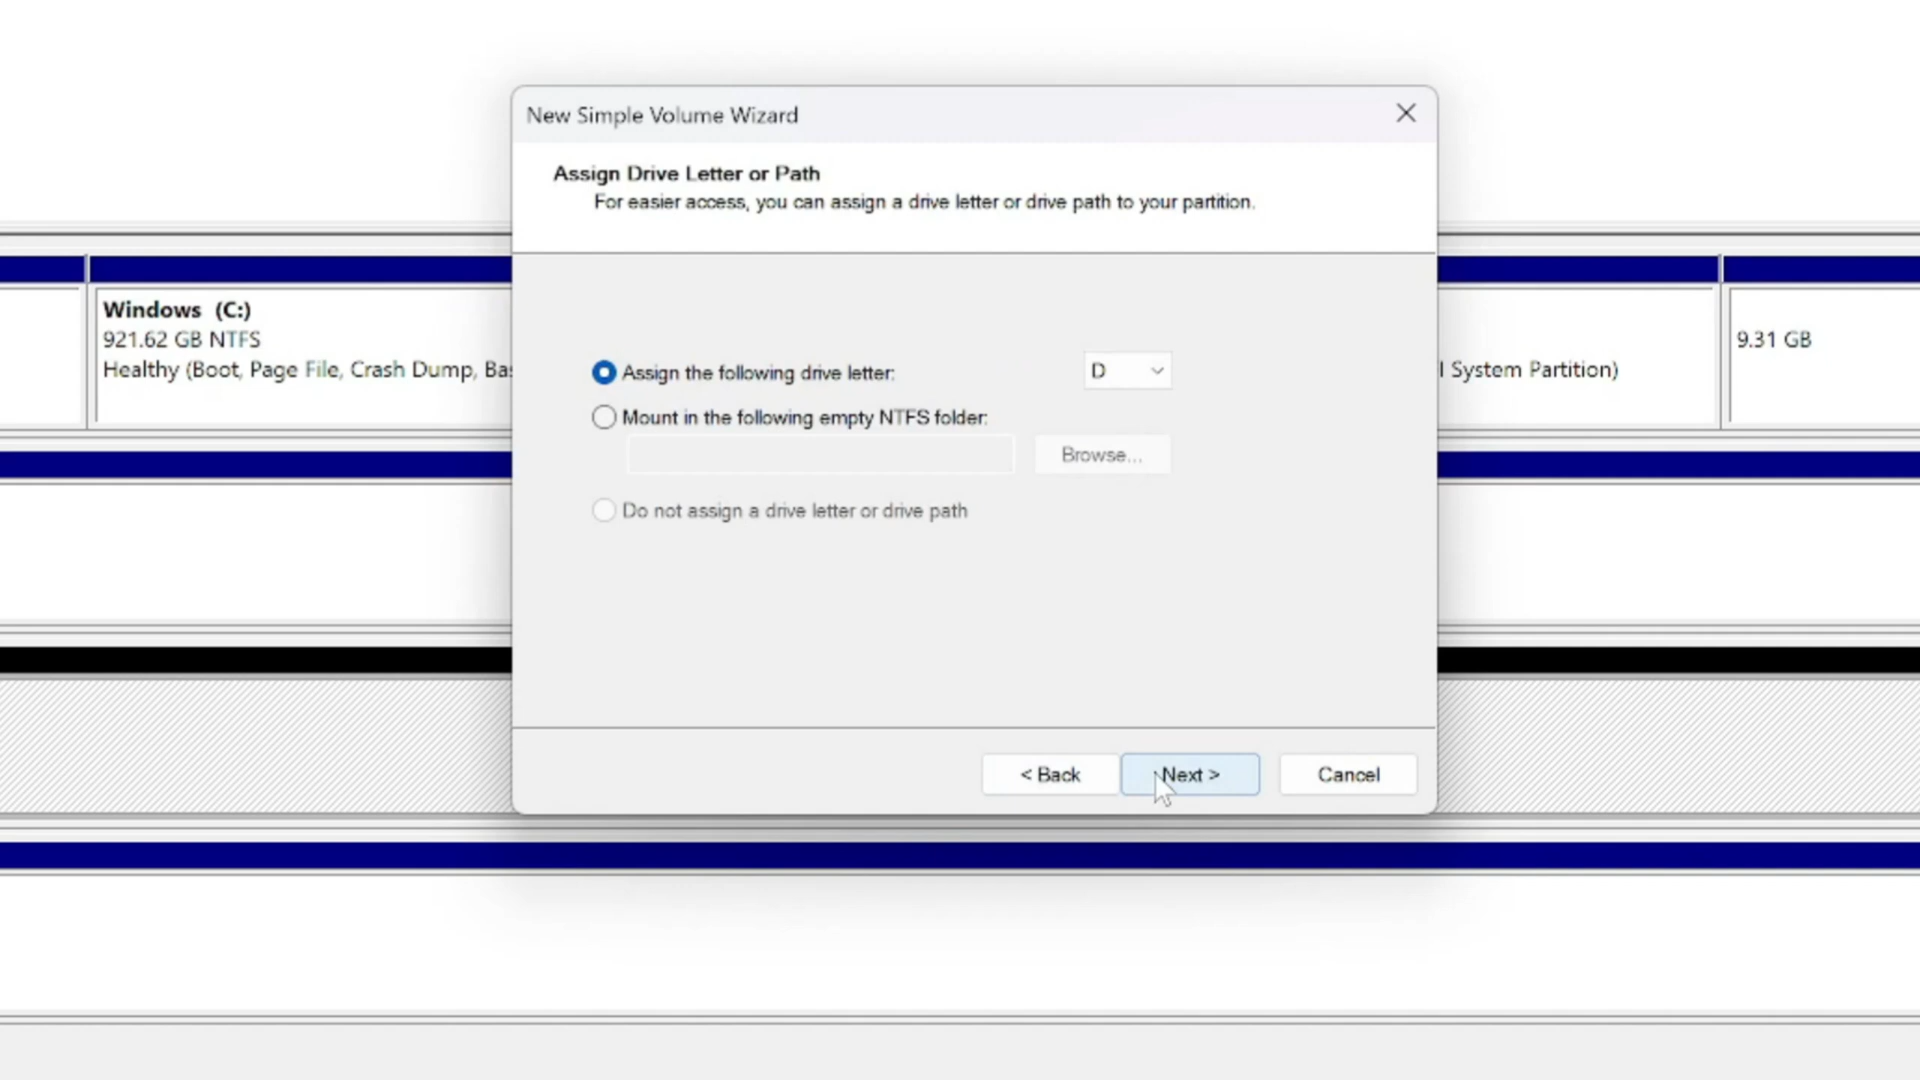 New Simple Volume Wizard
Assign Drive Letter or Path
For easier access, you can assign a drive letter or drive path to your partition.
Windows (C:)
921.62 GB NTFS
Healthy (Boot, Page File, Crash Dump, Bas
Assign the following drive letter:
D
Mount in the following empty NTFS folder:
Browse...
Do not assign a drive letter or drive path
System Partition)
9.31 GB
< Back
Next >
Cancel